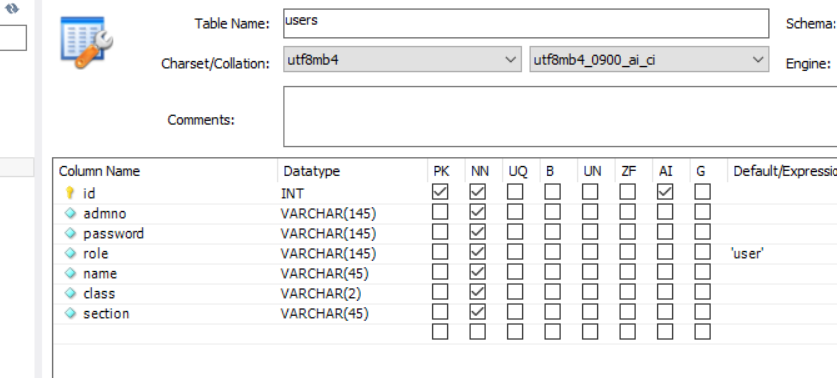 Table Name: users Schema:
Charset/Collation: utf8mb4 utf8mb4_0900_ai_ci Engine:
Comments:
Column Name Datatype PK NN UQ B UN ZF AI G Default/Expressio
id INT
admno VARCHAR(145)
password VARCHAR(145)
role VARCHAR(145) 'user'
name VARCHAR(45)
class VARCHAR(2)
section VARCHAR(45)